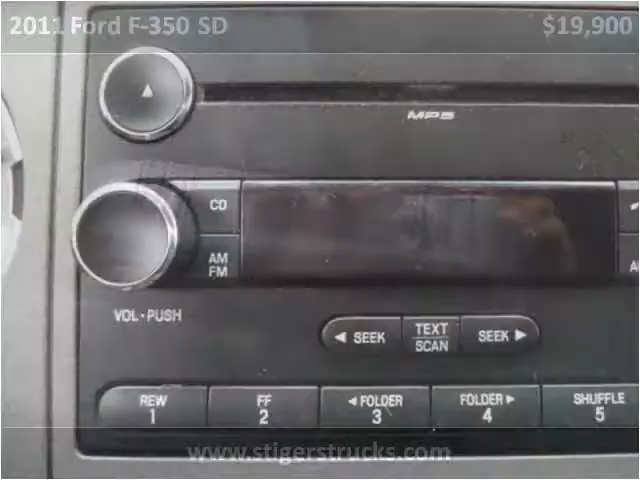 2011 Ford F-350 SD $19,900
MP3
CD
AM
FM
VOL·PUSH
SEEK TEXT SEEK
SCAN
REW FF FOLDER FOLDER SHUFFLE
1 2 3 4 5
www.stigerstrucks.com